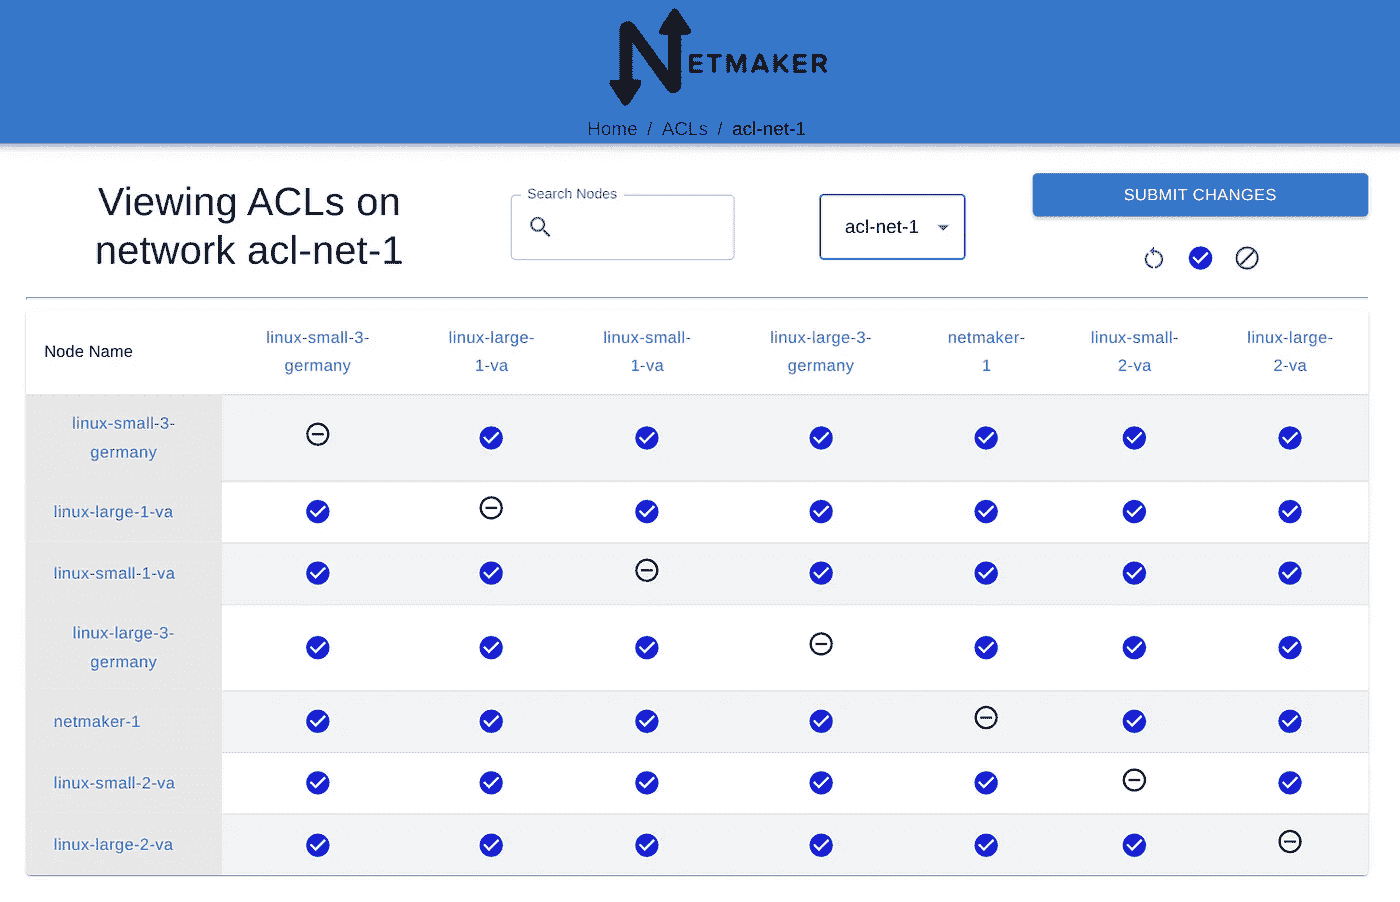 NETMAKER
Home / ACLs / acl-net-1
Viewing ACLs on
network acl-net-1
Search Nodes
acl-net-1
SUBMIT CHANGES
Node Name
linux-small-3-
germany
linux-large-
1-va
linux-small-
1-va
linux-large-3-
germany
netmaker-
1
linux-small-
2-va
linux-large-
2-va
linux-small-3-
germany
linux-large-1-va
linux-small-1-va
linux-large-3-
germany
netmaker-1
linux-small-2-va
linux-large-2-va